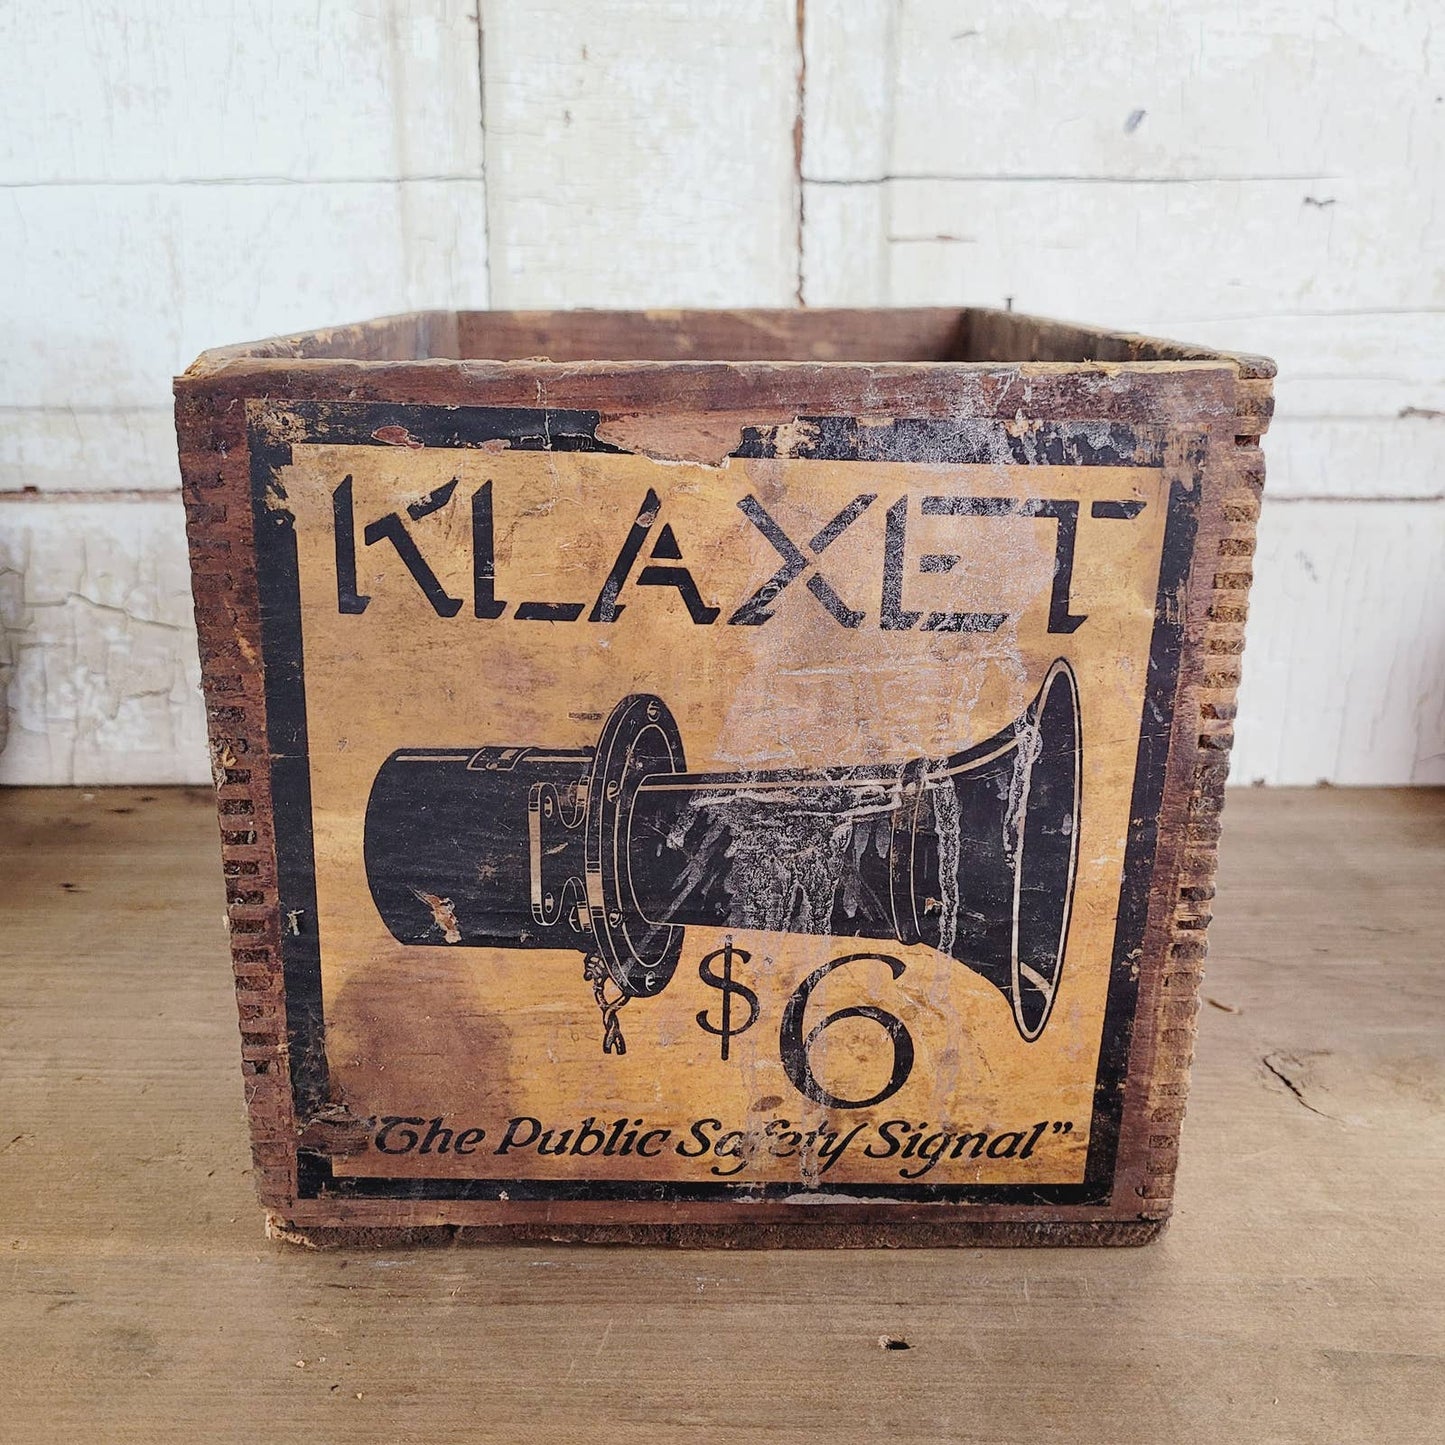 KLAXET
$6
"The Public Safety Signal"